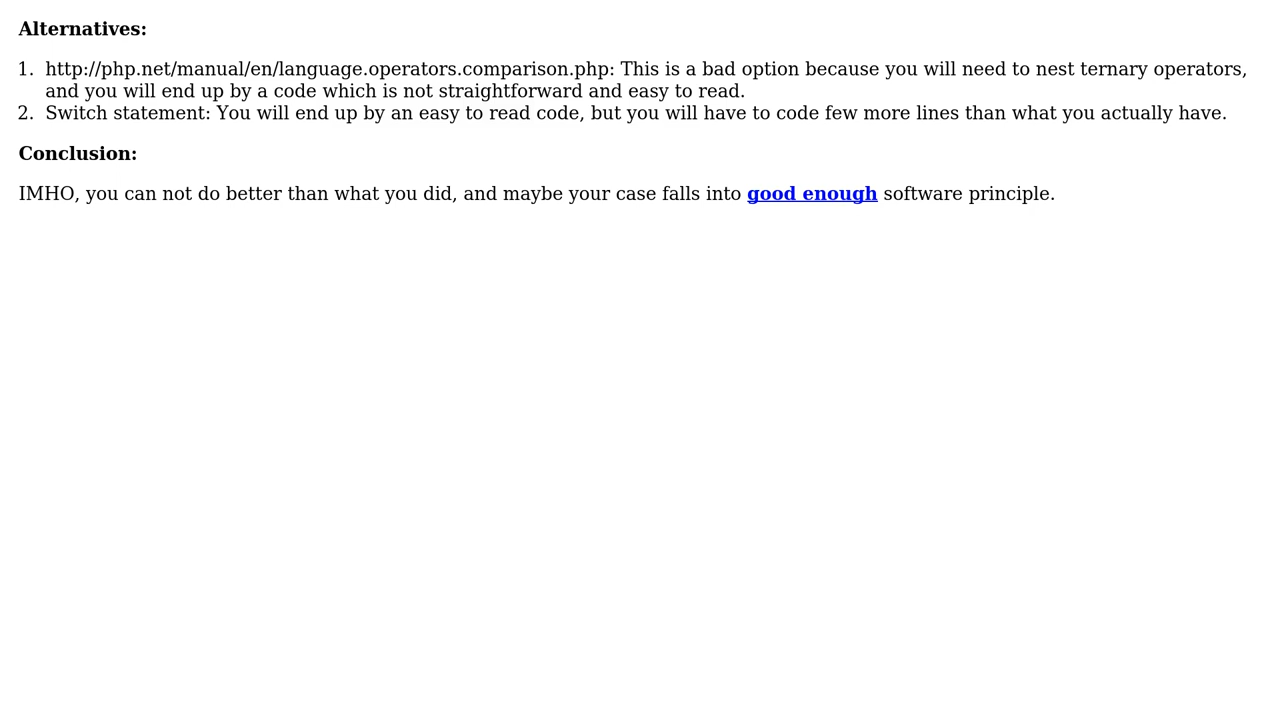 Alternatives:
1. http://php.net/manual/en/language.operators.comparison.php: This is a bad option because you will need to nest ternary operators,
and you will end up by a code which is not straightforward and easy to read.
2. Switch statement: You will end up by an easy to read code, but you will have to code few more lines than what you actually have.
Conclusion:
IMHO, you can not do better than what you did, and maybe your case falls into good enough software principle.